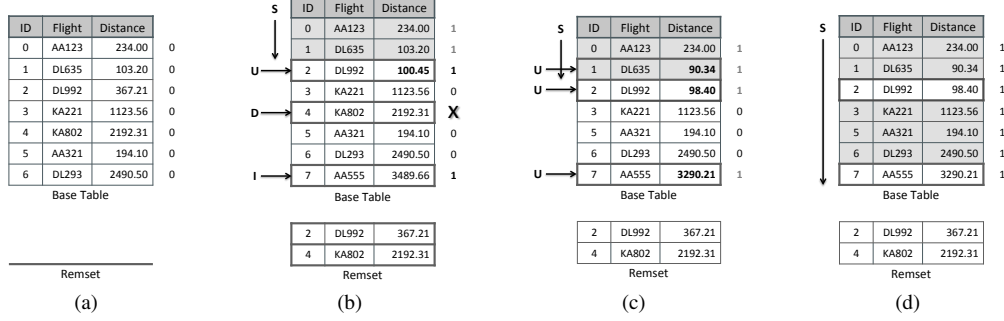 ID Flight Distance
0 AA123 234.00 0
1 DL635 103.20 0
2 DL992 367.21 0
3 KA221 1123.56 0
4 KA802 2192.31 0
5 AA321 194.10 0
6 DL293 2490.50 0
Base Table
Remset
(a)
S
ID Flight Distance
0 AA123 234.00 1
1 DL635 103.20 1
U 2 DL992 100.45 1
3 KA221 1123.56 0
D 4 KA802 2192.31 X
5 AA321 194.10 0
6 DL293 2490.50 0
I 7 AA555 3489.66 1
Base Table
2 DL992 367.21
4 KA802 2192.31
Remset
(b)
S
ID Flight Distance
0 AA123 234.00 1
U 1 DL635 90.34 1
U 2 DL992 98.40 1
3 KA221 1123.56 0
5 AA321 194.10 0
6 DL293 2490.50 0
U 7 AA555 3290.21 1
Base Table
2 DL992 367.21
4 KA802 2192.31
Remset
(c)
S
ID Flight Distance
0 AA123 234.00 1
1 DL635 90.34 1
2 DL992 98.40 1
3 KA221 1123.56 1
5 AA321 194.10 1
6 DL293 2490.50 1
7 AA555 3290.21 1
Base Table
2 DL992 367.21
4 KA802 2192.31
Remset
(d)